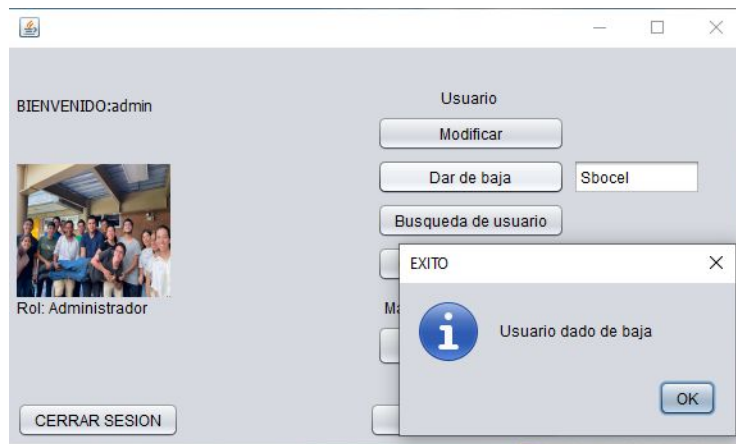 BIENVENIDO:admin
Usuario
Modificar
Dar de baja
Sbocel
Busqueda de usuario
EXITO
Rol: Administrador
Usuario dado de baja
OK
CERRAR SESION